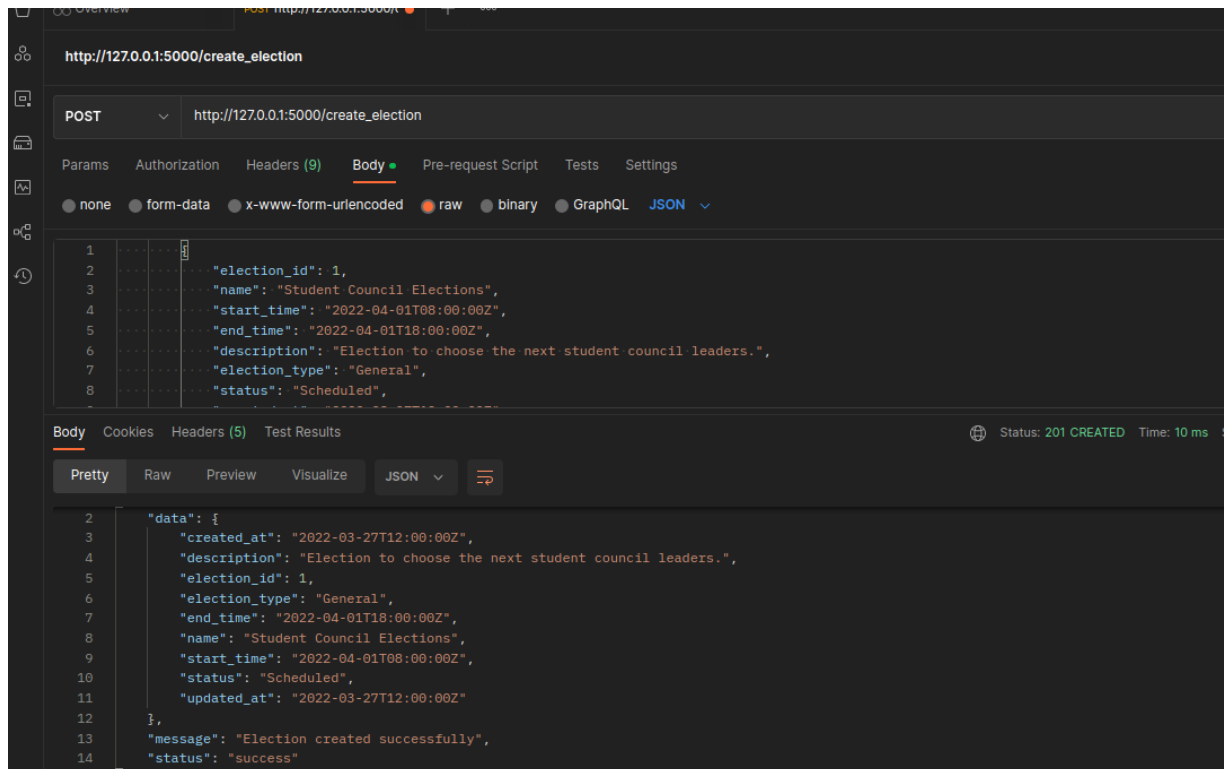 Overview
POST http://127.0.0.1:5000/
http://127.0.0.1:5000/create_election
POST http://127.0.0.1:5000/create_election
Params Authorization Headers (9) Body Pre-request Script Tests Settings
none form-data x-www-form-urlencoded raw binary GraphQL JSON
1 {
2 "election_id": 1,
3 "name": "Student Council Elections",
4 "start_time": "2022-04-01T08:00:00Z",
5 "end_time": "2022-04-01T18:00:00Z",
6 "description": "Election to choose the next student council leaders.",
7 "election_type": "General",
8 "status": "Scheduled",
Body Cookies Headers (5) Test Results Status: 201 CREATED Time: 10 ms
Pretty Raw Preview Visualize JSON
2 "data": {
3 "created_at": "2022-03-27T12:00:00Z",
4 "description": "Election to choose the next student council leaders.",
5 "election_id": 1,
6 "election_type": "General",
7 "end_time": "2022-04-01T18:00:00Z",
8 "name": "Student Council Elections",
9 "start_time": "2022-04-01T08:00:00Z",
10 "status": "Scheduled",
11 "updated_at": "2022-03-27T12:00:00Z"
12 },
13 "message": "Election created successfully",
14 "status": "success"